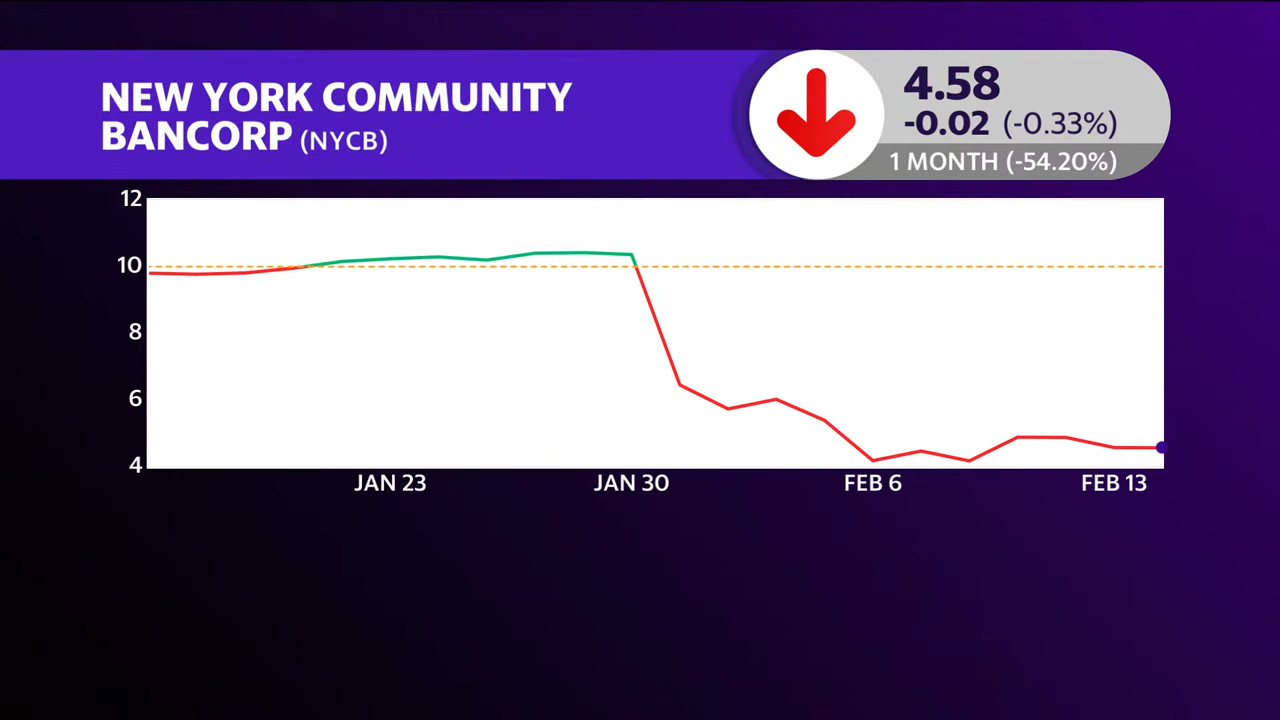 NEW YORK COMMUNITY
BANCORP (NYCB)
4.58
-0.02 (-0.33%)
1 MONTH (-54.20%)
12
10
8
6
4
JAN 23 JAN 30 FEB 6 FEB 13